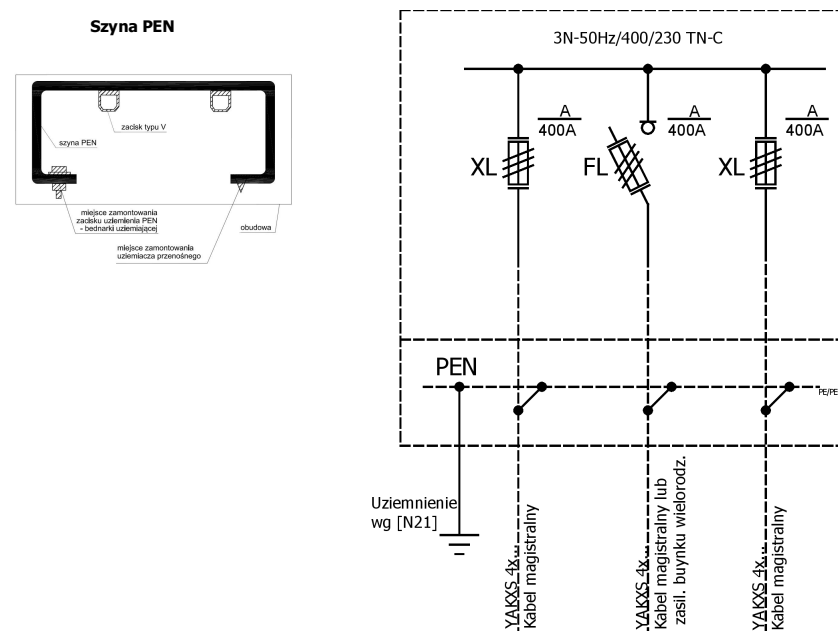 Szyna PEN
zacisk typu V
szyna PEN
miejsce zamontowania
zacisku uziemienia PEN
- bednarki uziemiającej
obudowa
miejsce zamontowania
uziemiacza przenośnego
3N-50Hz/400/230 TN-C
A
400A
A
400A
A
400A
XL
FL
XL
PEN
PE/PE
Uziemnienie
wg [N21]
YAKXS 4x...
Kabel magistralny
YAKXS 4x...
Kabel magistralny lub
zasil. buynku wielorodz.
YAKXS 4x...
Kabel magistralny